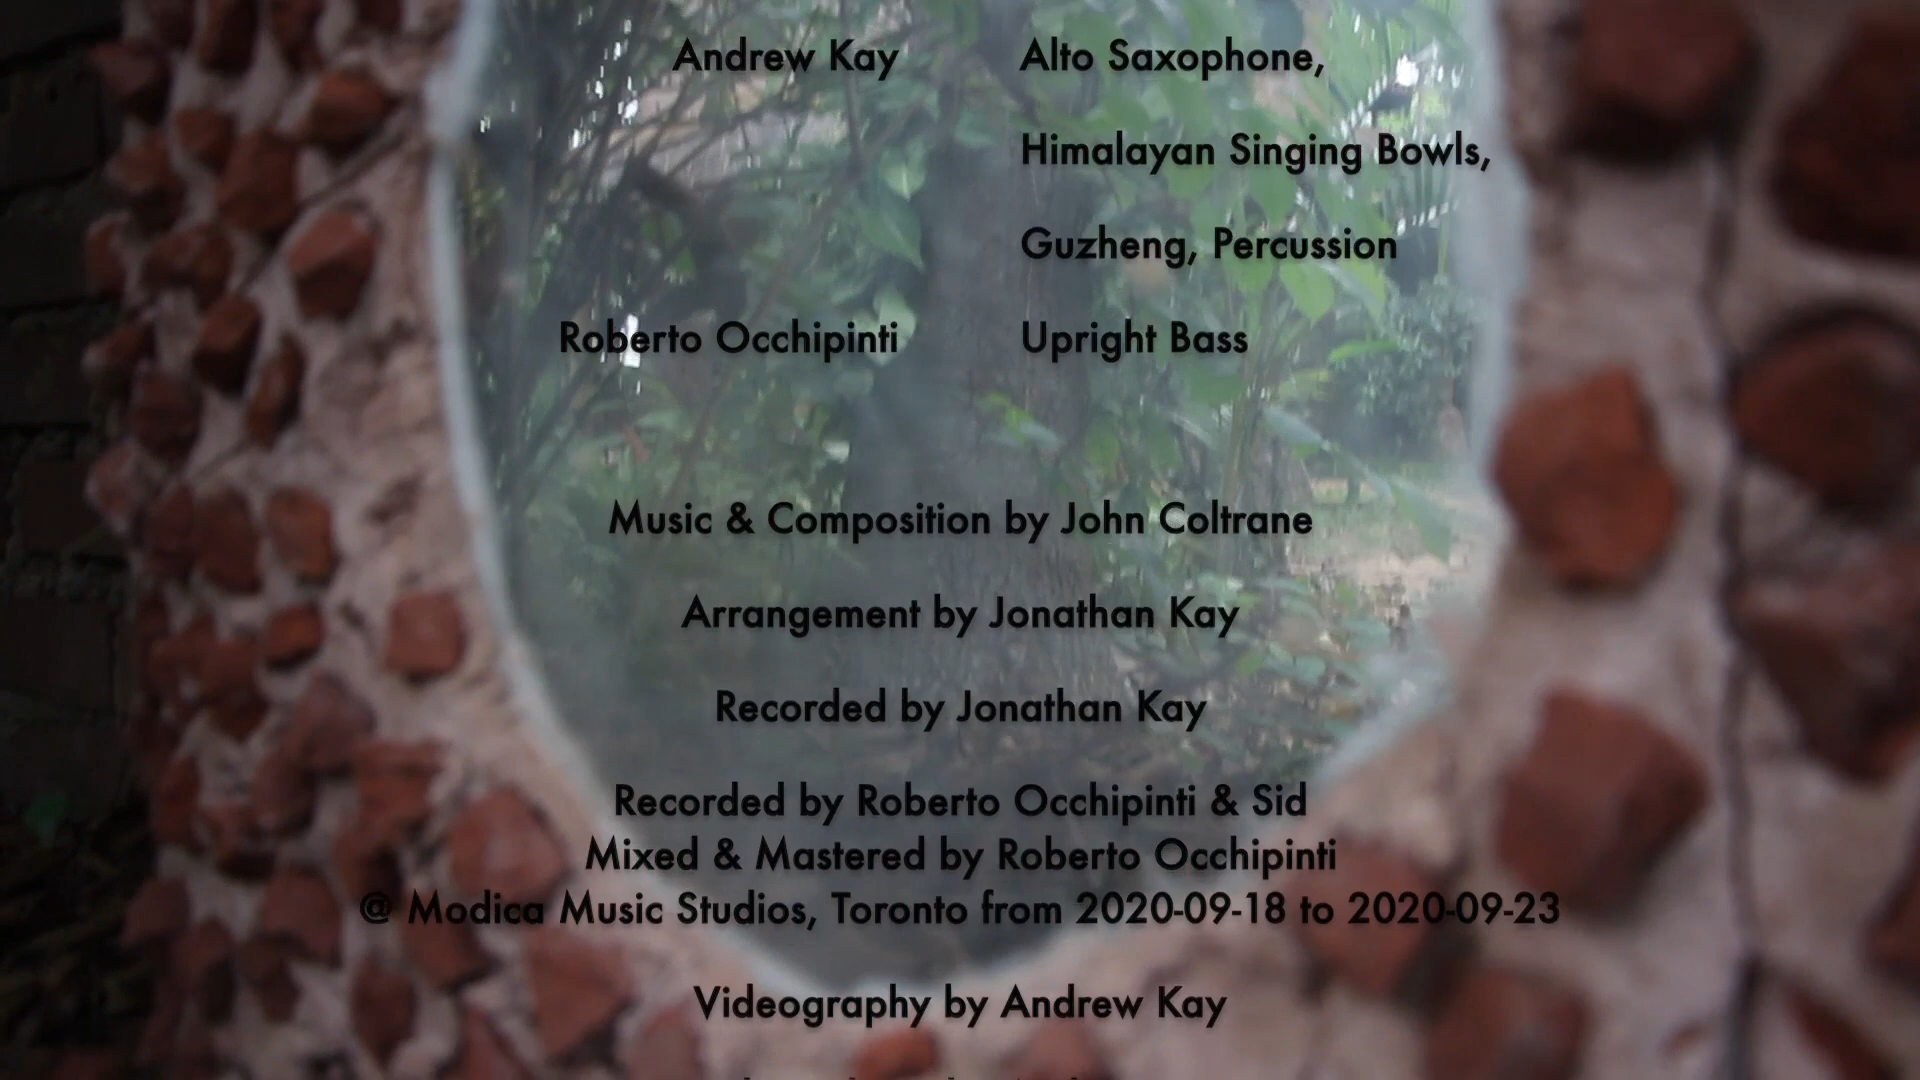 Andrew Kay Alto Saxophone,
Himalayan Singing Bowls,
Guzheng, Percussion
Roberto Occhipinti Upright Bass
Music & Composition by John Coltrane
Arrangement by Jonathan Kay
Recorded by Jonathan Kay
Recorded by Roberto Occhipinti & Sid
Mixed & Mastered by Roberto Occhipinti
@ Modica Music Studios, Toronto from 2020-09-18 to 2020-09-23
Videography by Andrew Kay